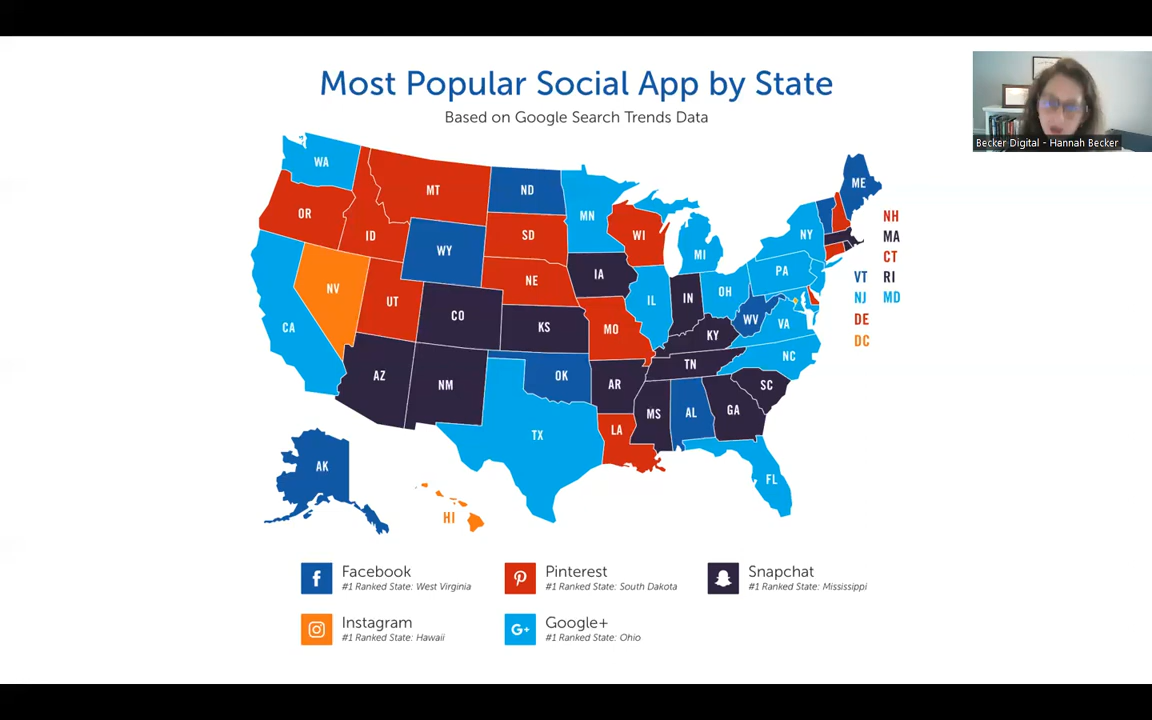 Most Popular Social App by State
Based on Google Search Trends Data
Becker Digital - Hannah Becker
WA
MT
ND
MN
ME
OR
ID
WY
SD
WI
MI
NY
NH
MA
CT
VT
RI
NJ
MD
DE
DC
NV
UT
NE
IA
IL
IN
OH
PA
CA
CO
KS
MO
KY
WV
VA
AZ
NM
OK
AR
TN
NC
TX
LA
MS
AL
GA
SC
FL
AK
HI
f
Facebook
#1 Ranked State: West Virginia
Pinterest
#1 Ranked State: South Dakota
Snapchat
#1 Ranked State: Mississippi
Instagram
#1 Ranked State: Hawaii
G+
Google+
#1 Ranked State: Ohio